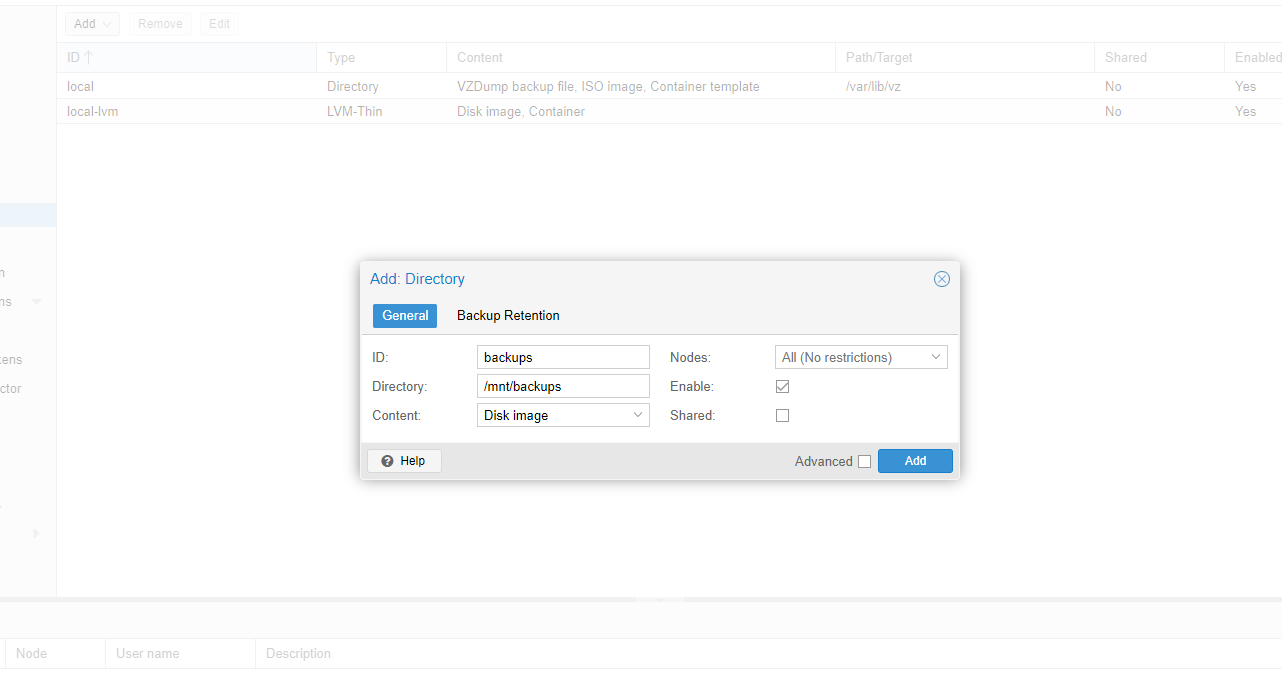 Add Remove Edit
ID Type Content Path/Target Shared Enabled
local Directory VZDump backup file, ISO image, Container template /var/lib/vz No Yes
local-lvm LVM-Thin Disk image, Container No Yes
Add: Directory
General Backup Retention
ID: backups Nodes: All (No restrictions)
Directory: /mnt/backups Enable:
Content: Disk image Shared:
Help Advanced Add
Node User name Description